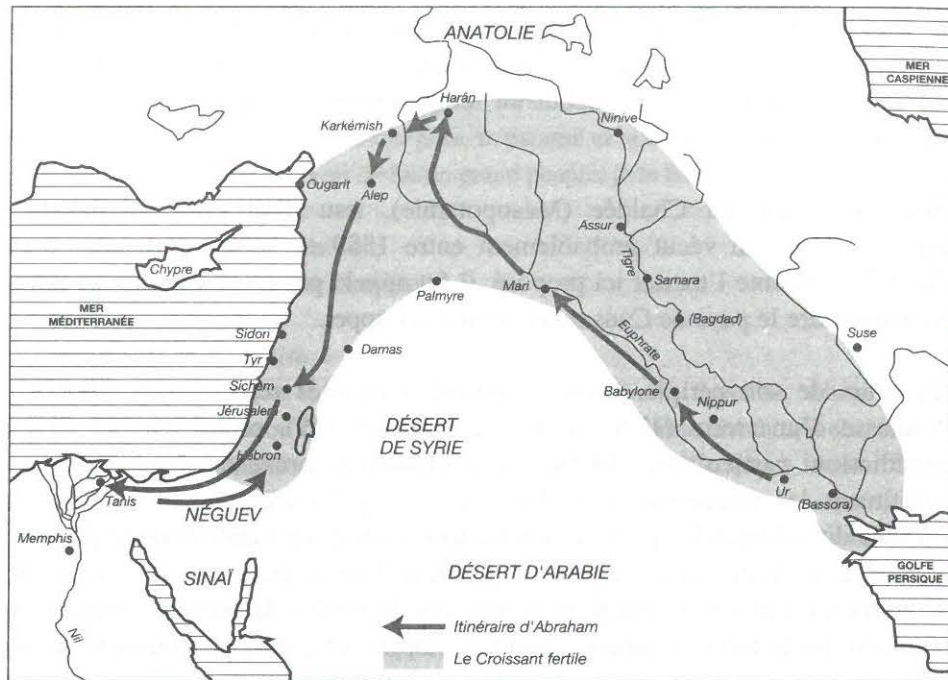 ANATOLIE
MER
CASPIENNE
Harân
Karkémish
Ninive
Ougarit
Alep
Assur
Tigre
Chypre
Samara
Mari
Palmyre
MER
MÉDITERRANÉE
(Bagdad)
Suse
Sidon
Euphrate
Damas
Tyr
Sichem
Babylone
Nippur
Jérusalem
DÉSERT
DE SYRIE
Hébron
Ur
Tanis
(Bassora)
NÉGUEV
Memphis
SINAÏ
DÉSERT D'ARABIE
GOLFE
PERSIQUE
Nil
Itinéraire d'Abraham
Le Croissant fertile